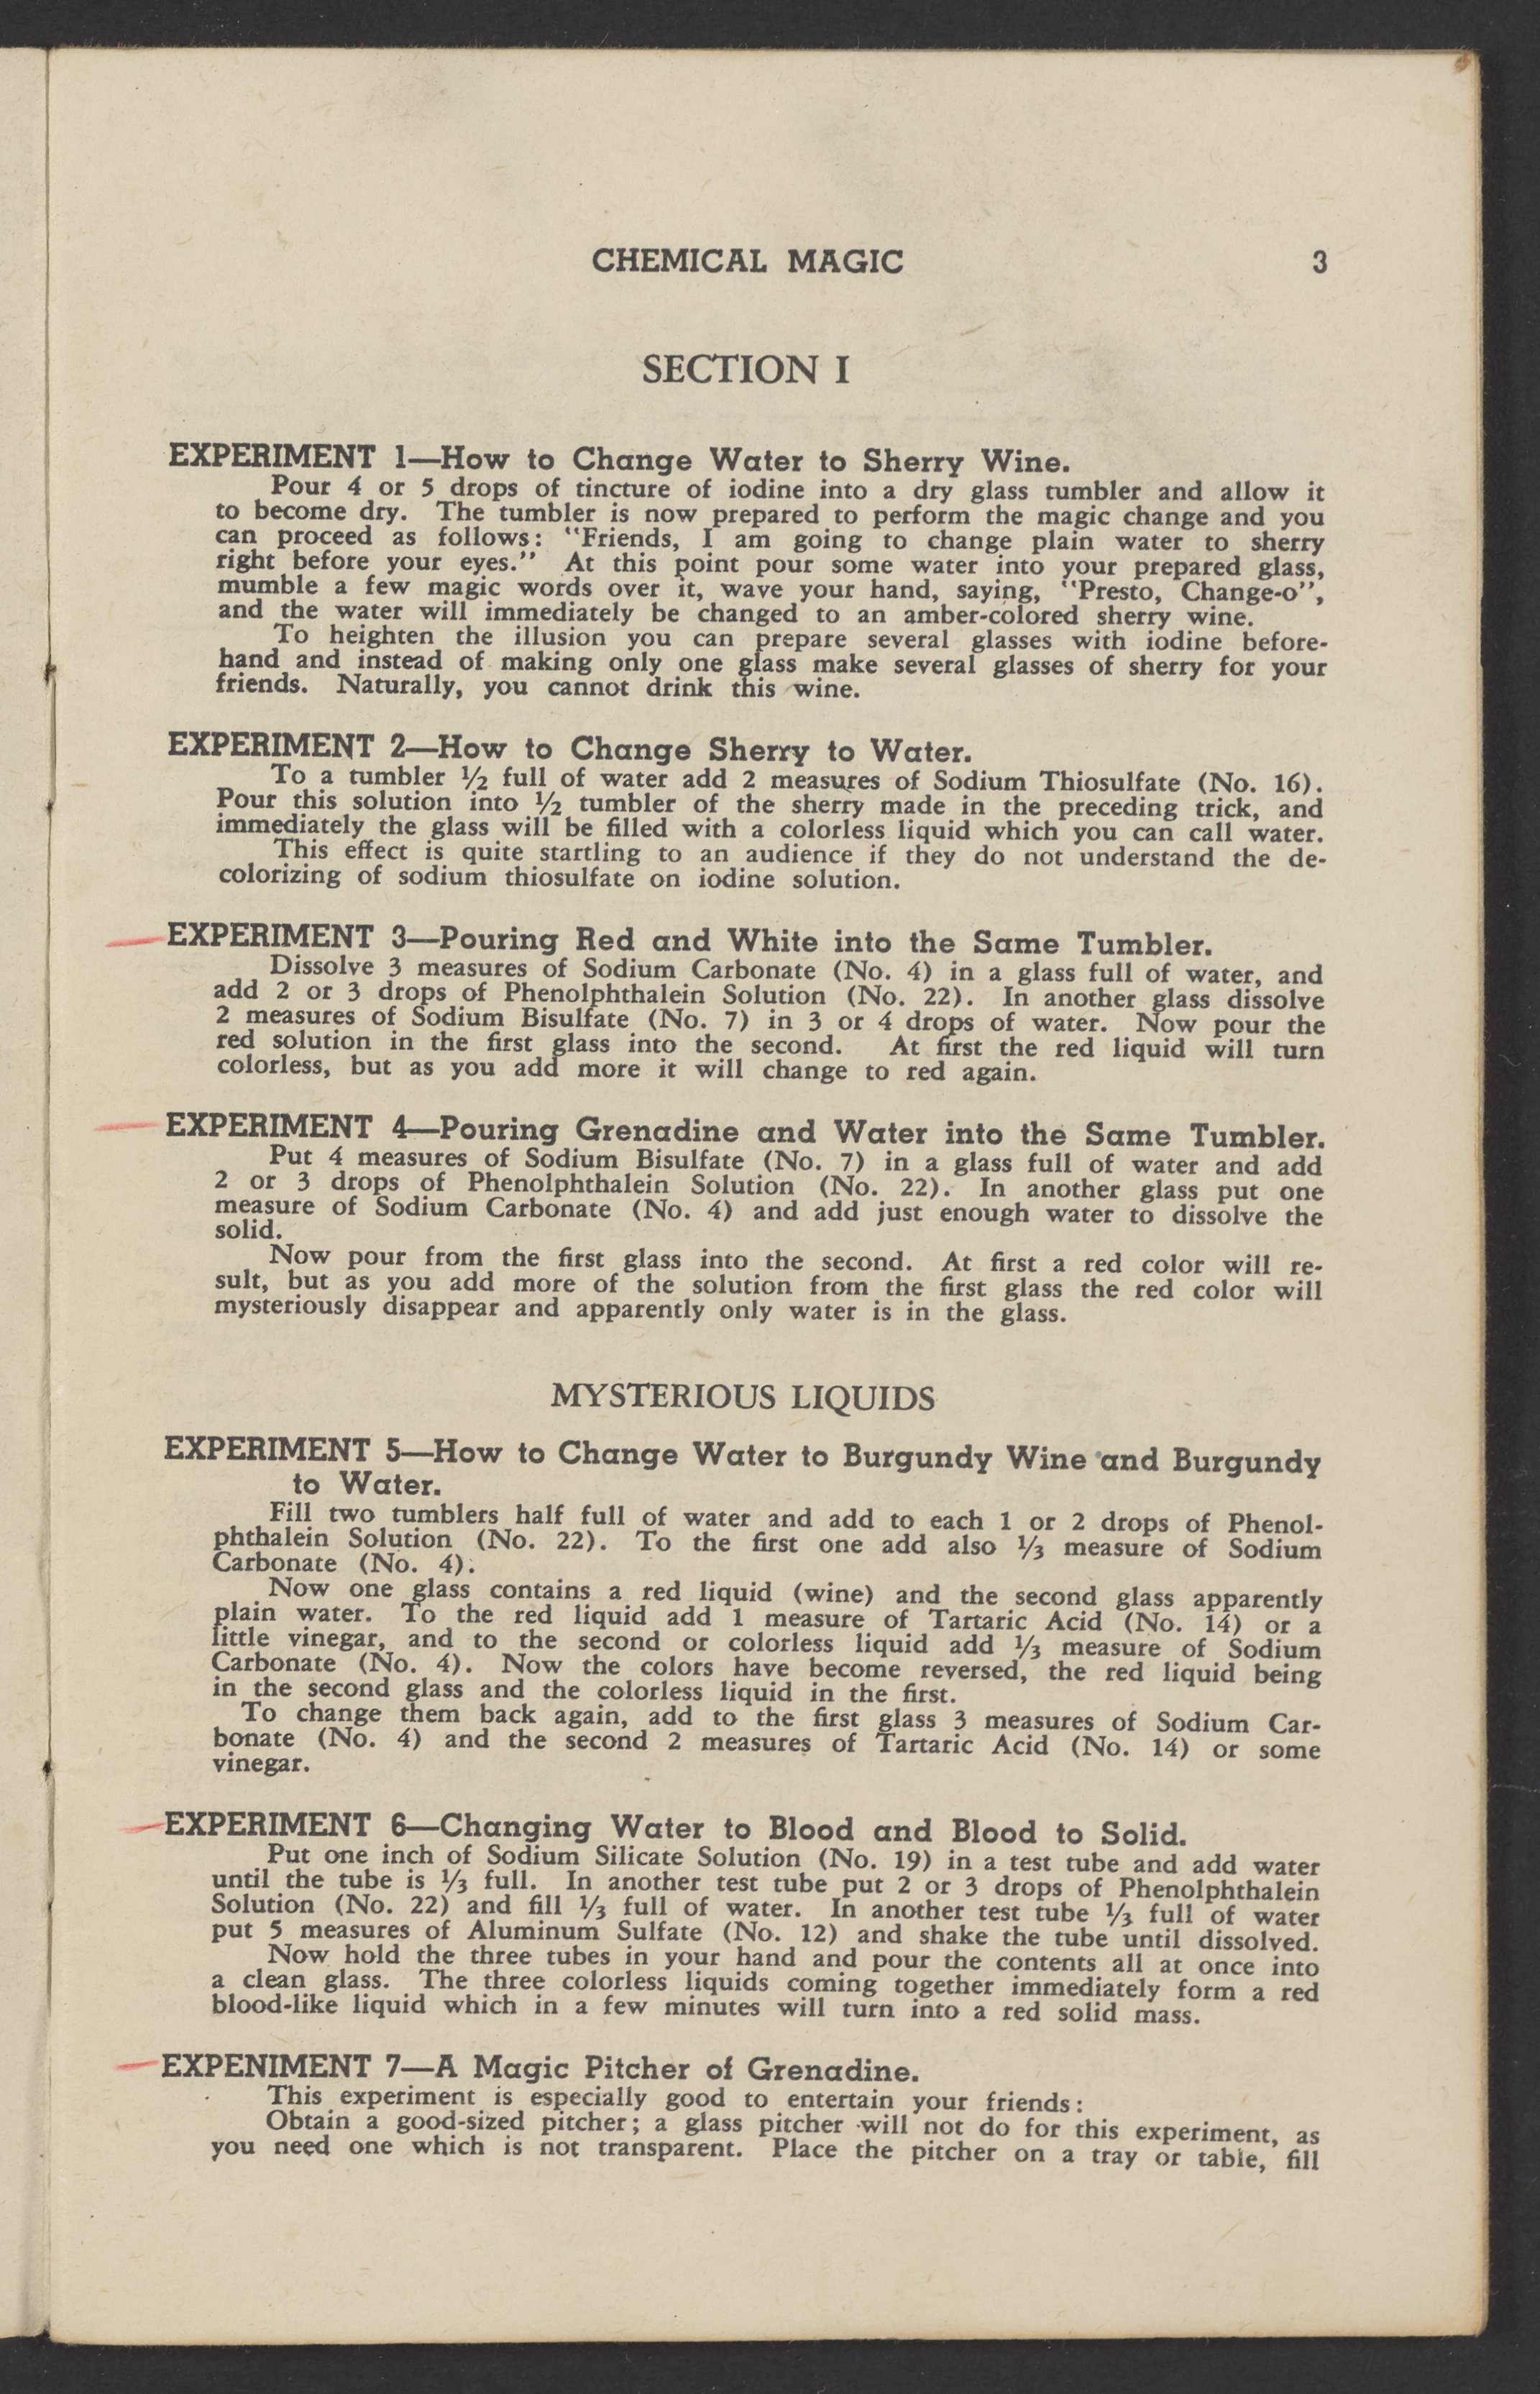 CHEMICAL MAGIC 3
SECTION I
EXPERIMENT 1—How to Change Water to Sherry Wine.
Pour 4 or 5 drops of tincture of iodine into a dry glass tumbler and allow it
to become dry. The tumbler is now prepared to perform the magic change and you
can proceed as follows: "Friends, I am going to change plain water to sherry
right before your eyes." At this point pour some water into your prepared glass,
mumble a few magic words over it, wave your hand, saying, "Presto, Change-o",
and the water will immediately be changed to an amber-colored sherry wine.
To heighten the illusion you can prepare several glasses with iodine before-
hand and instead of making only one glass make several glasses of sherry for your
friends. Naturally, you cannot drink this wine.
EXPERIMENT 2—How to Change Sherry to Water.
To a tumbler ½ full of water add 2 measures of Sodium Thiosulfate (No. 16).
Pour this solution into ½ tumbler of the sherry made in the preceding trick, and
immediately the glass will be filled with a colorless liquid which you can call water.
This effect is quite startling to an audience if they do not understand the de-
colorizing of sodium thiosulfate on iodine solution.
EXPERIMENT 3—Pouring Red and White into the Same Tumbler.
Dissolve 3 measures of Sodium Carbonate (No. 4) in a glass full of water, and
add 2 or 3 drops of Phenolphthalein Solution (No. 22). In another glass dissolve
2 measures of Sodium Bisulfate (No. 7) in 3 or 4 drops of water. Now pour the
red solution in the first glass into the second. At first the red liquid will turn
colorless, but as you add more it will change to red again.
EXPERIMENT 4—Pouring Grenadine and Water into the Same Tumbler.
Put 4 measures of Sodium Bisulfate (No. 7) in a glass full of water and add
2 or 3 drops of Phenolphthalein Solution (No. 22). In another glass put one
measure of Sodium Carbonate (No. 4) and add just enough water to dissolve the
solid.
Now pour from the first glass into the second. At first a red color will re-
sult, but as you add more of the solution from the first glass the red color will
mysteriously disappear and apparently only water is in the glass.
MYSTERIOUS LIQUIDS
EXPERIMENT 5—How to Change Water to Burgundy Wine and Burgundy
to Water.
Fill two tumblers half full of water and add to each 1 or 2 drops of Phenol-
phthalein Solution (No. 22). To the first one add also ⅓ measure of Sodium
Carbonate (No. 4).
Now one glass contains a red liquid (wine) and the second glass apparently
plain water. To the red liquid add 1 measure of Tartaric Acid (No. 14) or a
little vinegar, and to the second or colorless liquid add ⅓ measure of Sodium
Carbonate (No. 4). Now the colors have become reversed, the red liquid being
in the second glass and the colorless liquid in the first.
To change them back again, add to the first glass 3 measures of Sodium Car-
bonate (No. 4) and the second 2 measures of Tartaric Acid (No. 14) or some
vinegar.
EXPERIMENT 6—Changing Water to Blood and Blood to Solid.
Put one inch of Sodium Silicate Solution (No. 19) in a test tube and add water
until the tube is ⅓ full. In another test tube put 2 or 3 drops of Phenolphthalein
Solution (No. 22) and fill ⅓ full of water. In another test tube ⅓ full of water
put 5 measures of Aluminum Sulfate (No. 12) and shake the tube until dissolved.
Now hold the three tubes in your hand and pour the contents all at once into
a clean glass. The three colorless liquids coming together immediately form a red
blood-like liquid which in a few minutes will turn into a red solid mass.
EXPENIMENT 7—A Magic Pitcher of Grenadine.
This experiment is especially good to entertain your friends:
Obtain a good-sized pitcher; a glass pitcher will not do for this experiment, as
you need one which is not transparent. Place the pitcher on a tray or table, fill